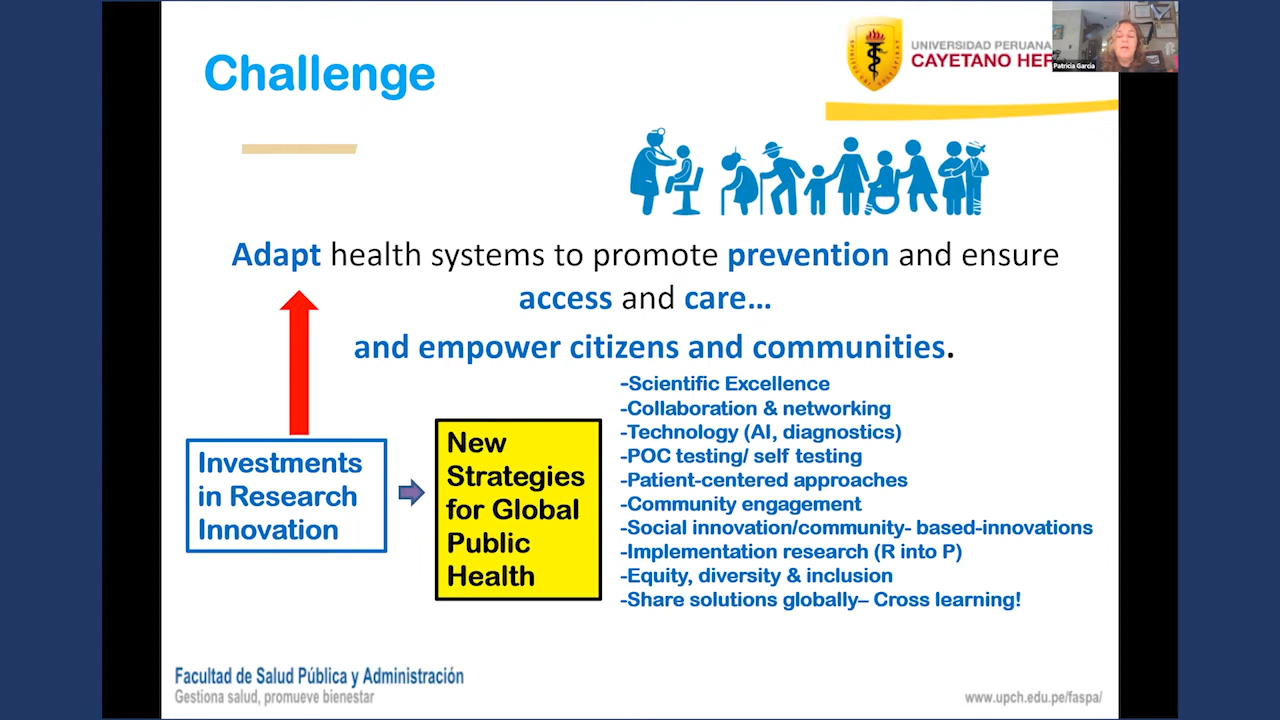 Challenge
UNIVERSIDAD PERUANA
CAYETANO HER
Patricia Garcia
Adapt health systems to promote prevention and ensure
access and care...
and empower citizens and communities.
-Scientific Excellence
-Collaboration & networking
-Technology (AI, diagnostics)
-POC testing/ self testing
-Patient-centered approaches
-Community engagement
-Social innovation/community- based-innovations
-Implementation research (R into P)
-Equity, diversity & inclusion
-Share solutions globally– Cross learning!
Investments
in Research
Innovation
New
Strategies
for Global
Public
Health
Facultad de Salud Pública y Administración
Gestiona salud, promueve bienestar
www.upch.edu.pe/faspa/